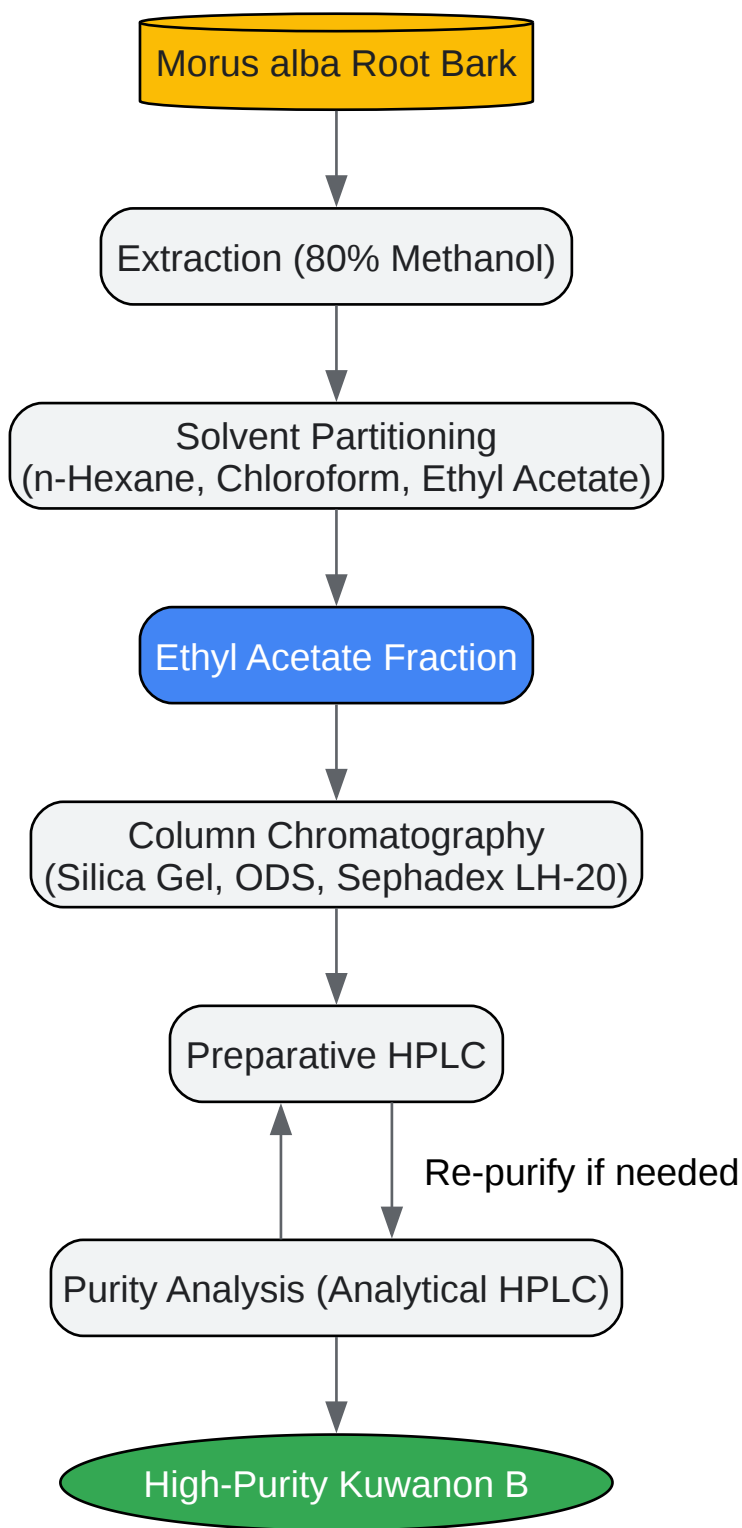 Morus alba Root Bark
Extraction (80% Methanol)
Solvent Partitioning
(n-Hexane, Chloroform, Ethyl Acetate)
Ethyl Acetate Fraction
Column Chromatography
(Silica Gel, ODS, Sephadex LH-20)
Preparative HPLC
Re-purify if needed
Purity Analysis (Analytical HPLC)
High-Purity Kuwanon B